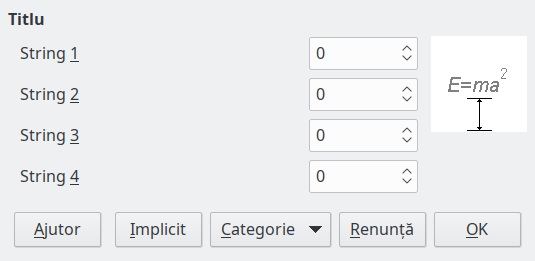 Titlu
String 1 0
String 2 0
String 3 0
String 4 0
E=ma²
Ajutor Implicit Categorie Renunță OK